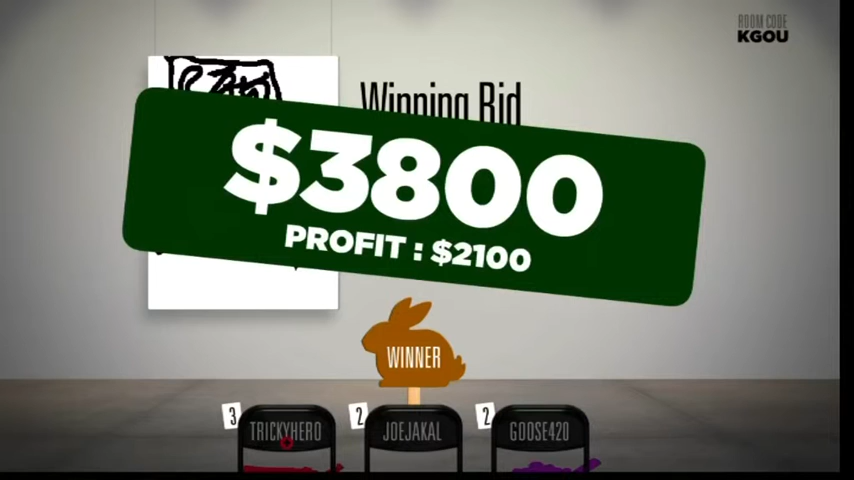 ROOM CODE
KGOU
Winning Bid
$3800
PROFIT : $2100
WINNER
3
TRICKYHERO
2
JOEJAKAL
2
GOOSE420